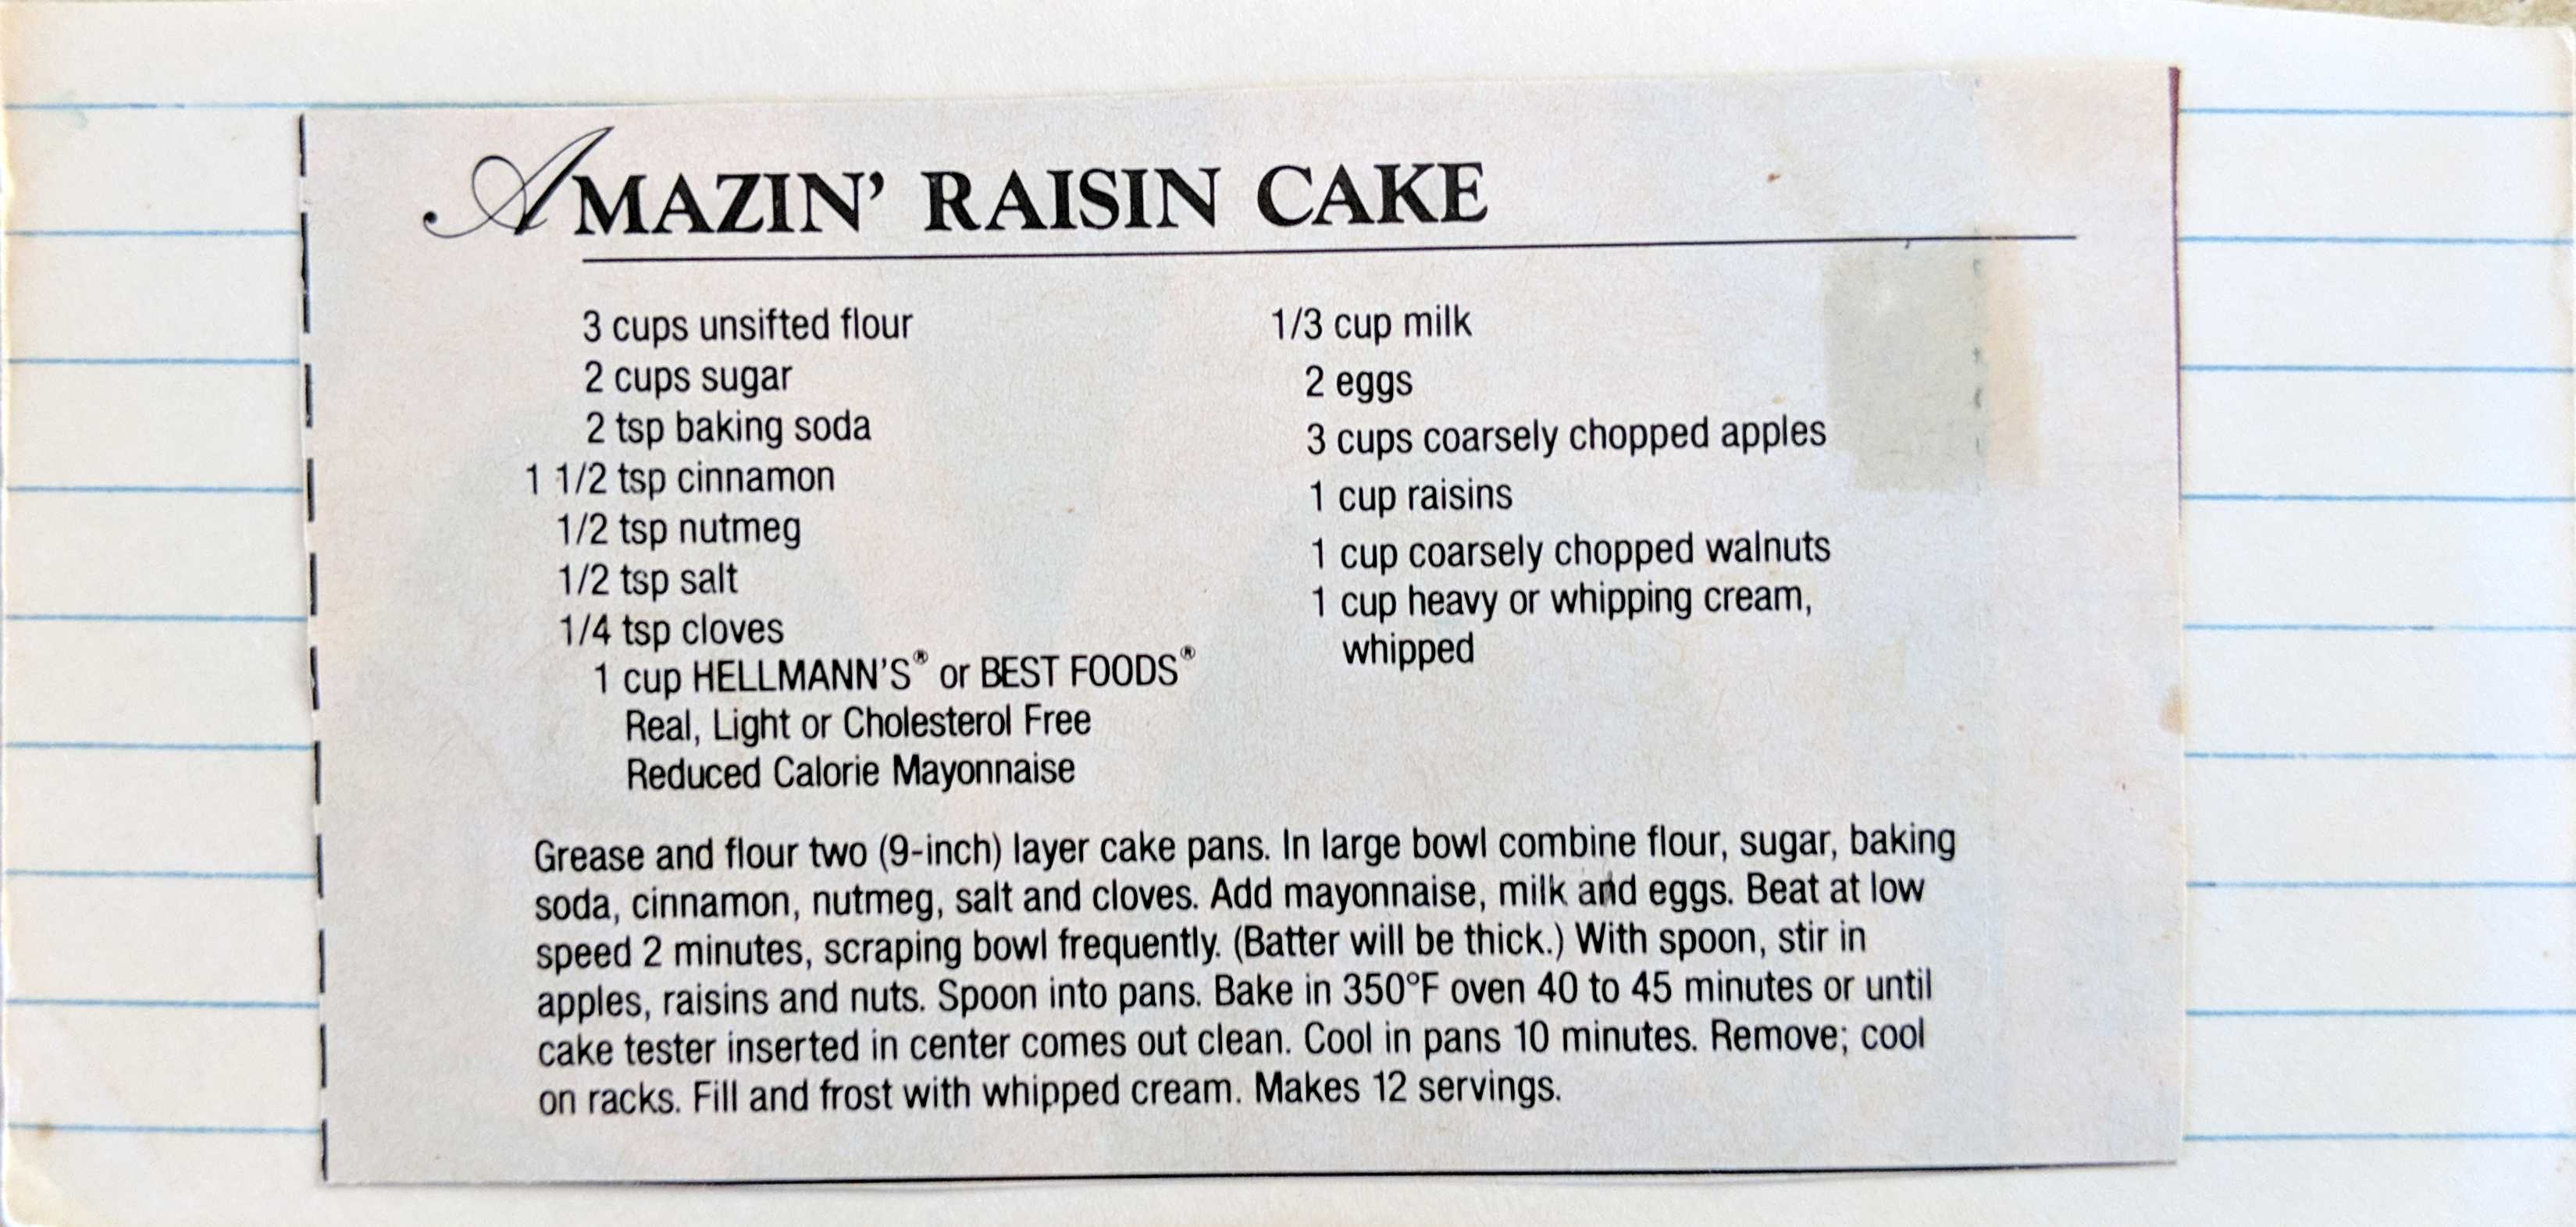 AMAZIN' RAISIN CAKE
3 cups unsifted flour
2 cups sugar
2 tsp baking soda
1 1/2 tsp cinnamon
1/2 tsp nutmeg
1/2 tsp salt
1/4 tsp cloves
1 cup HELLMANN'S® or BEST FOODS®
Real, Light or Cholesterol Free
Reduced Calorie Mayonnaise
1/3 cup milk
2 eggs
3 cups coarsely chopped apples
1 cup raisins
1 cup coarsely chopped walnuts
1 cup heavy or whipping cream,
whipped
Grease and flour two (9-inch) layer cake pans. In large bowl combine flour, sugar, baking
soda, cinnamon, nutmeg, salt and cloves. Add mayonnaise, milk and eggs. Beat at low
speed 2 minutes, scraping bowl frequently. (Batter will be thick.) With spoon, stir in
apples, raisins and nuts. Spoon into pans. Bake in 350°F oven 40 to 45 minutes or until
cake tester inserted in center comes out clean. Cool in pans 10 minutes. Remove; cool
on racks. Fill and frost with whipped cream. Makes 12 servings.